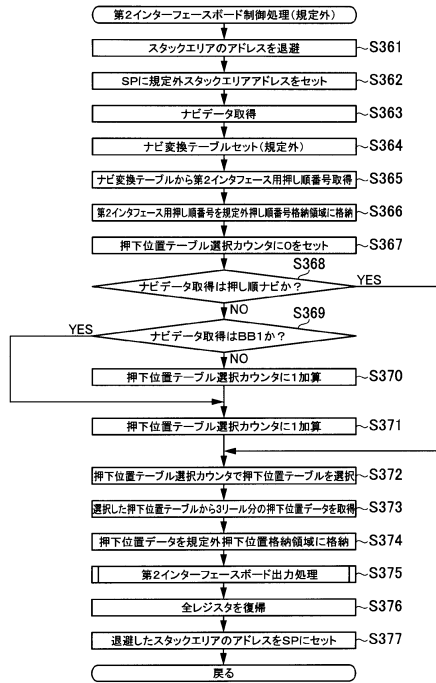 第2インターフェースボード制御処理(規定外)
スタックエリアのアドレスを退避 S361
SPに規定外スタックエリアアドレスをセット S362
ナビデータ取得 S363
ナビ変換テーブルセット(規定外) S364
ナビ変換テーブルから第2インタフェース用押し順番号取得 S365
第2インタフェース用押し順番号を規定外押し順番号格納領域に格納 S366
押下位置テーブル選択カウンタに0をセット S367
S368
ナビデータ取得は押し順ナビか? YES
NO
S369
YES ナビデータ取得はBB1か?
NO
押下位置テーブル選択カウンタに1加算 S370
押下位置テーブル選択カウンタに1加算 S371
押下位置テーブル選択カウンタで押下位置テーブルを選択 S372
選択した押下位置テーブルから3リール分の押下位置データを取得 S373
押下位置データを規定外押下位置格納領域に格納 S374
第2インターフェースボード出力処理 S375
全レジスタを復帰 S376
退避したスタックエリアのアドレスをSPにセット S377
戻る